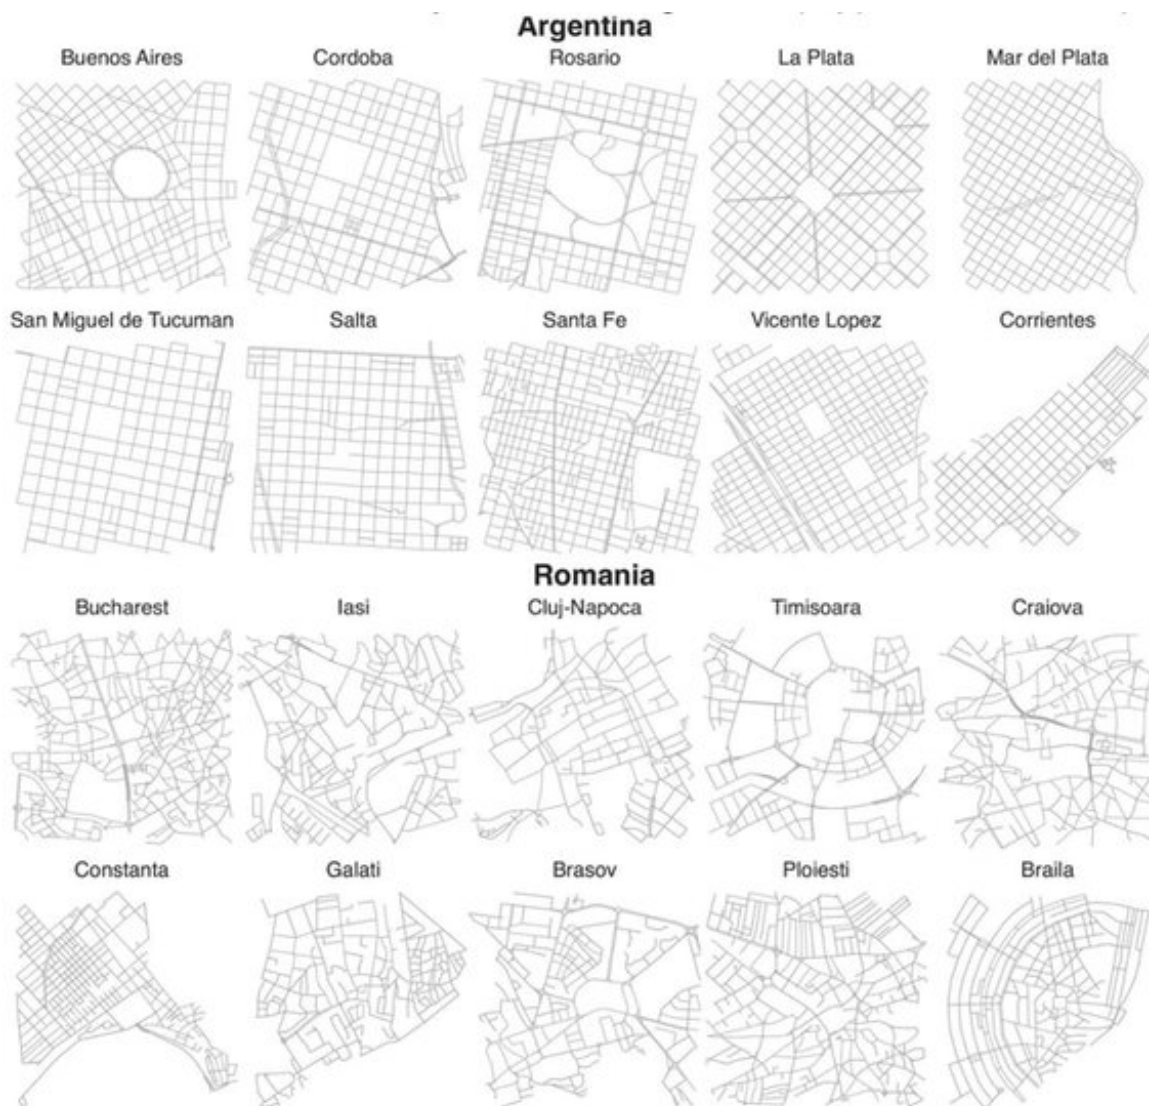 Argentina
Buenos Aires Cordoba Rosario La Plata Mar del Plata
San Miguel de Tucuman Salta Santa Fe Vicente Lopez Corrientes
Romania
Bucharest Iasi Cluj-Napoca Timisoara Craiova
Constanta Galati Brasov Ploiesti Braila